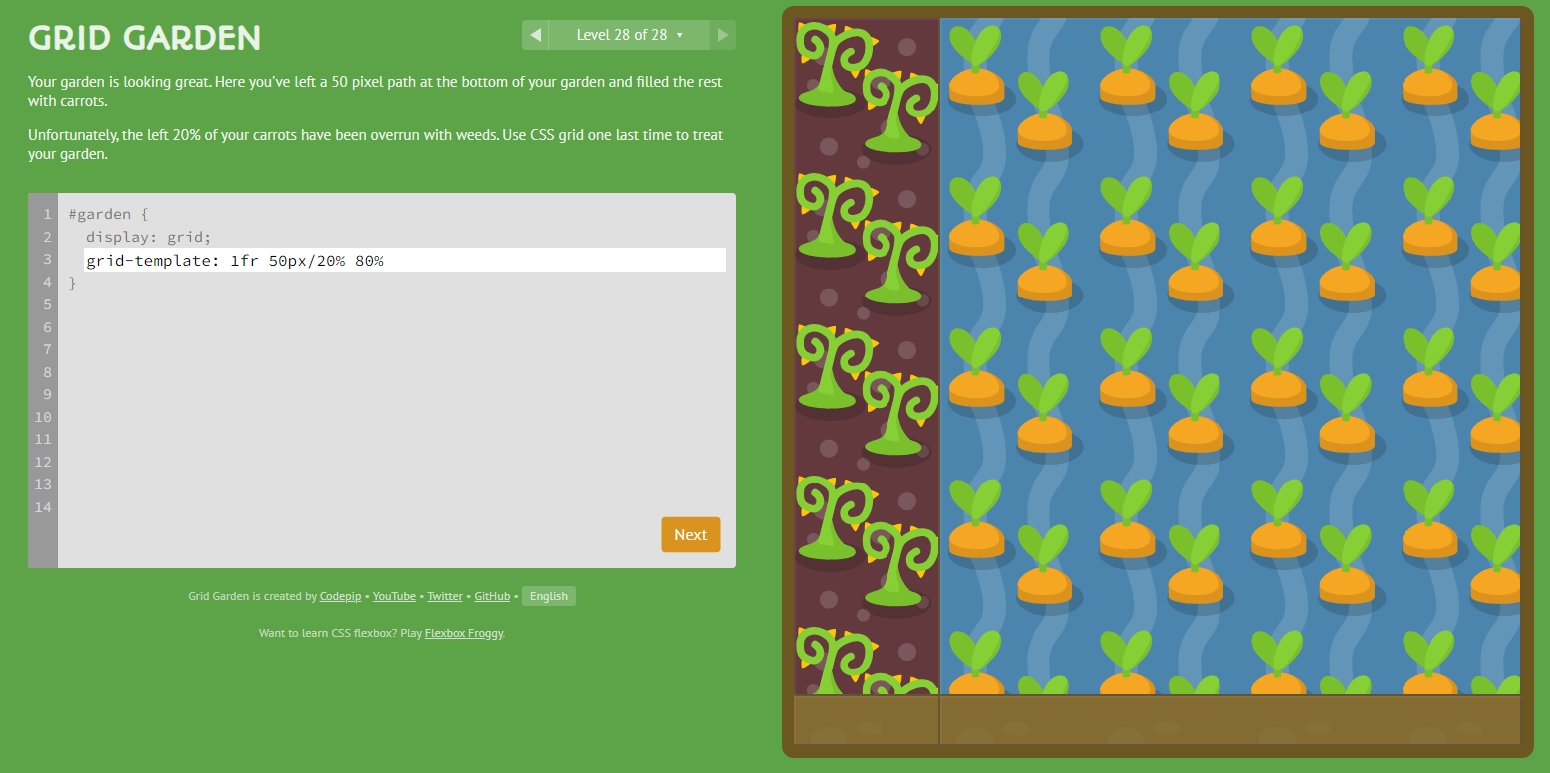 GRID GARDEN
◀ Level 28 of 28 ▼ ▶
Your garden is looking great. Here you've left a 50 pixel path at the bottom of your garden and filled the rest
with carrots.
Unfortunately, the left 20% of your carrots have been overrun with weeds. Use CSS grid one last time to treat
your garden.
1 #garden {
2 display: grid;
3 grid-template: 1fr 50px/20% 80%
4 }
5
6
7
8
9
10
11
12
13
14
Next
Grid Garden is created by Codepip • YouTube • Twitter • GitHub • English
Want to learn CSS flexbox? Play Flexbox Froggy.